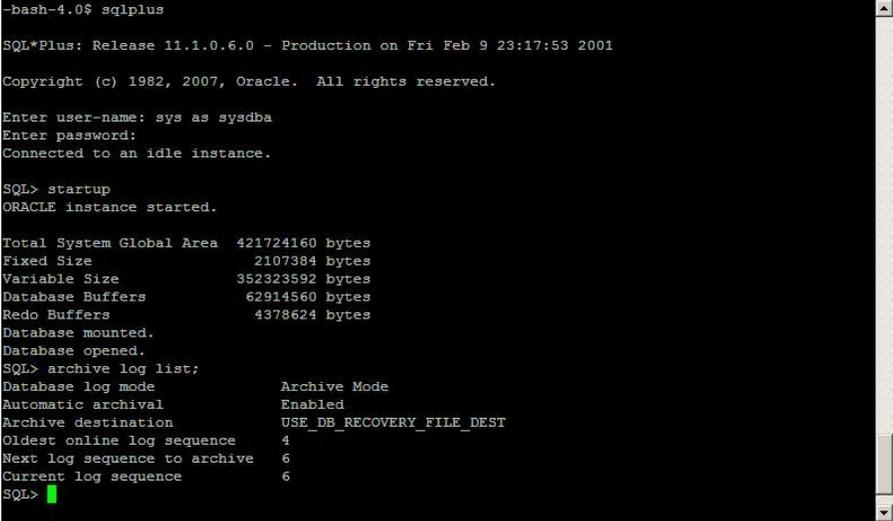 -bash-4.0$ sqlplus
SQL*Plus: Release 11.1.0.6.0 - Production on Fri Feb 9 23:17:53 2001
Copyright (c) 1982, 2007, Oracle.  All rights reserved.
Enter user-name: sys as sysdba
Enter password:
Connected to an idle instance.
SQL> startup
ORACLE instance started.
Total System Global Area  421724160 bytes
Fixed Size                  2107384 bytes
Variable Size             352323592 bytes
Database Buffers           62914560 bytes
Redo Buffers                4378624 bytes
Database mounted.
Database opened.
SQL> archive log list;
Database log mode              Archive Mode
Automatic archival             Enabled
Archive destination            USE_DB_RECOVERY_FILE_DEST
Oldest online log sequence     4
Next log sequence to archive   6
Current log sequence           6
SQL>